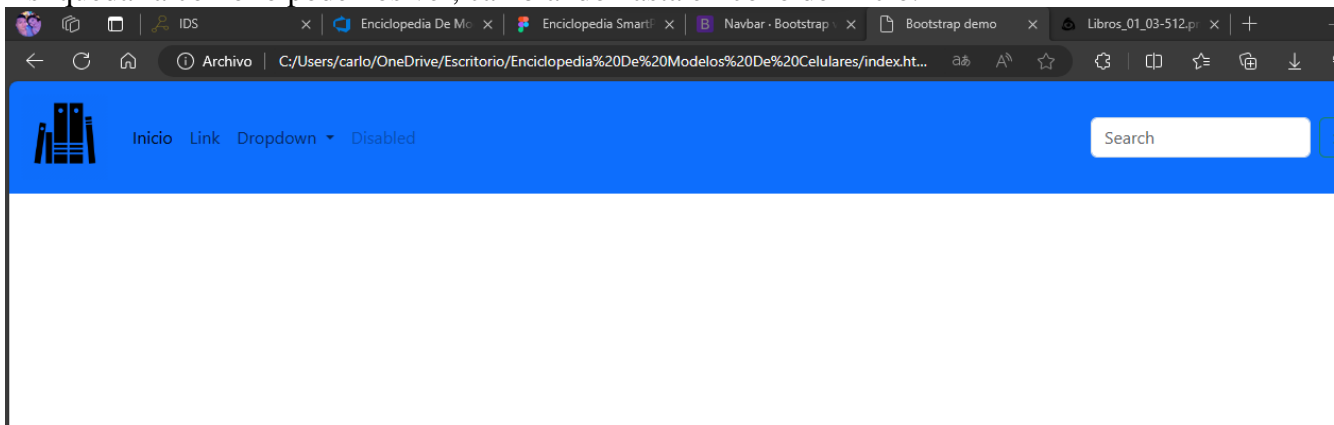 IDS
Enciclopedia De Mo
Enciclopedia SmartP
B Navbar · Bootstrap v
Bootstrap demo
Libros_01_03-512.pn
Archivo C:/Users/carlo/OneDrive/Escritorio/Enciclopedia%20De%20Modelos%20De%20Celulares/index.ht...
Inicio Link Dropdown Disabled
Search